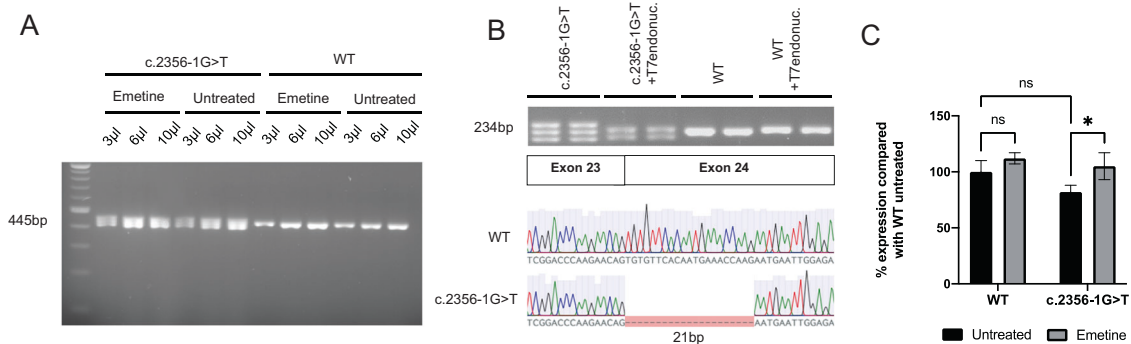 A
c.2356-1G>T
WT
Emetine
Untreated
Emetine
Untreated
3µl
6µl
10µl
3µl
6µl
10µl
3µl
6µl
10µl
3µl
6µl
10µl
445bp
B
c.2356-1G>T
c.2356-1G>T
+T7endonuc.
WT
WT
+T7endonuc.
234bp
Exon 23
Exon 24
WT
TCGGACCCAAGAACAGTGTGTTCACAATGAAACCAAGAATGAATTGGAGA
c.2356-1G>T
TCGGACCCAAGAACAG---------------------AATGAATTGGAGA
21bp
C
ns
ns
*
150
100
50
0
% expression compared
with WT untreated
WT
c.2356-1G>T
Untreated
Emetine